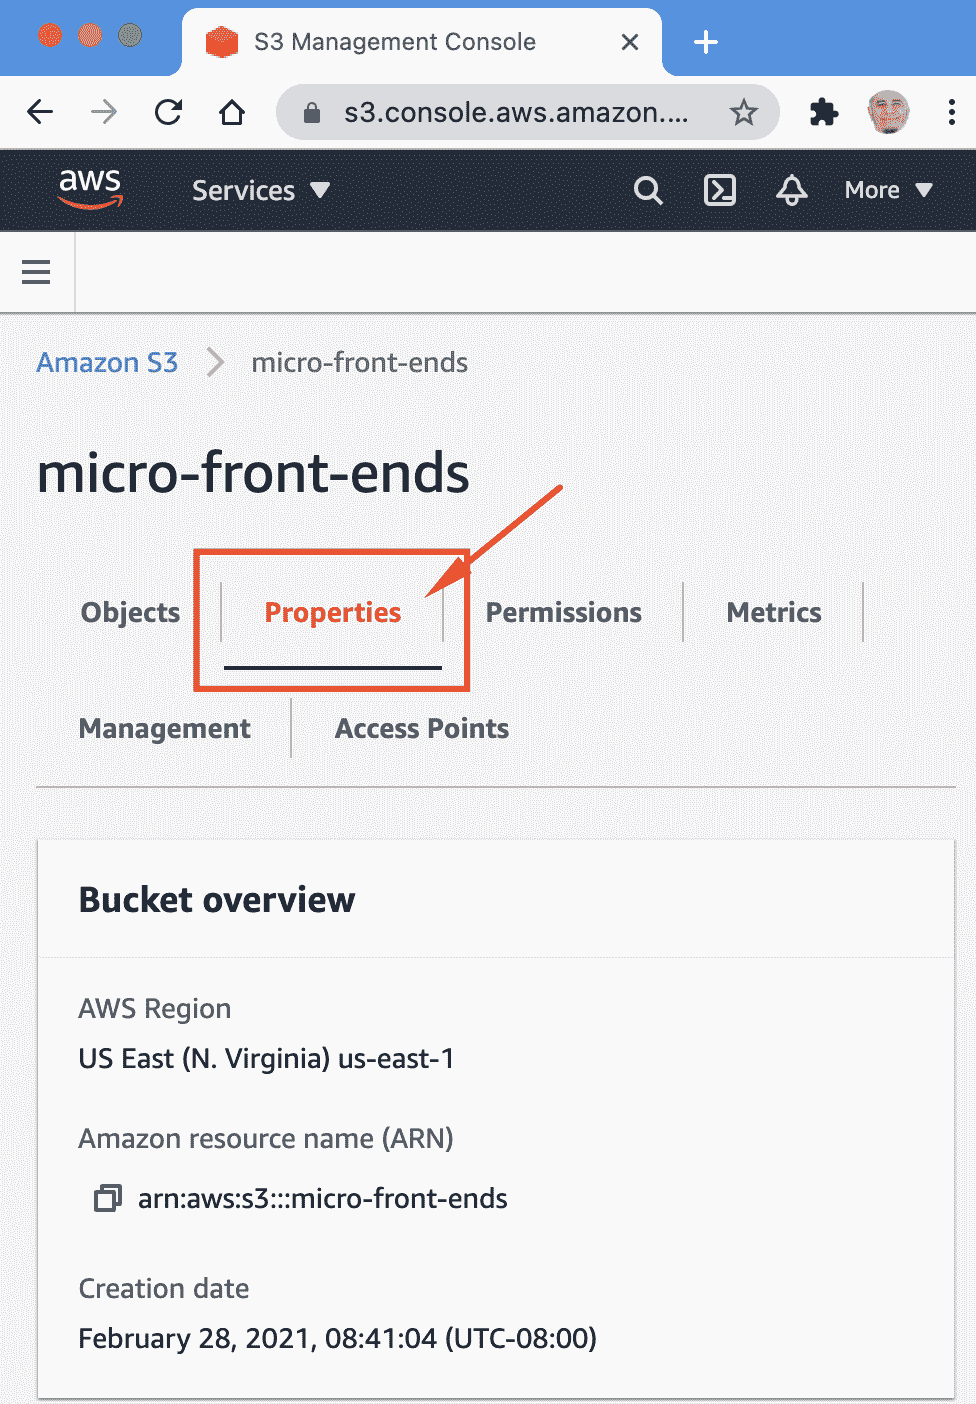 S3 Management Console
s3.console.aws.amazon....
aws Services More
Amazon S3 micro-front-ends
micro-front-ends
Objects Properties Permissions Metrics
Management Access Points
Bucket overview
AWS Region
US East (N. Virginia) us-east-1
Amazon resource name (ARN)
arn:aws:s3:::micro-front-ends
Creation date
February 28, 2021, 08:41:04 (UTC-08:00)